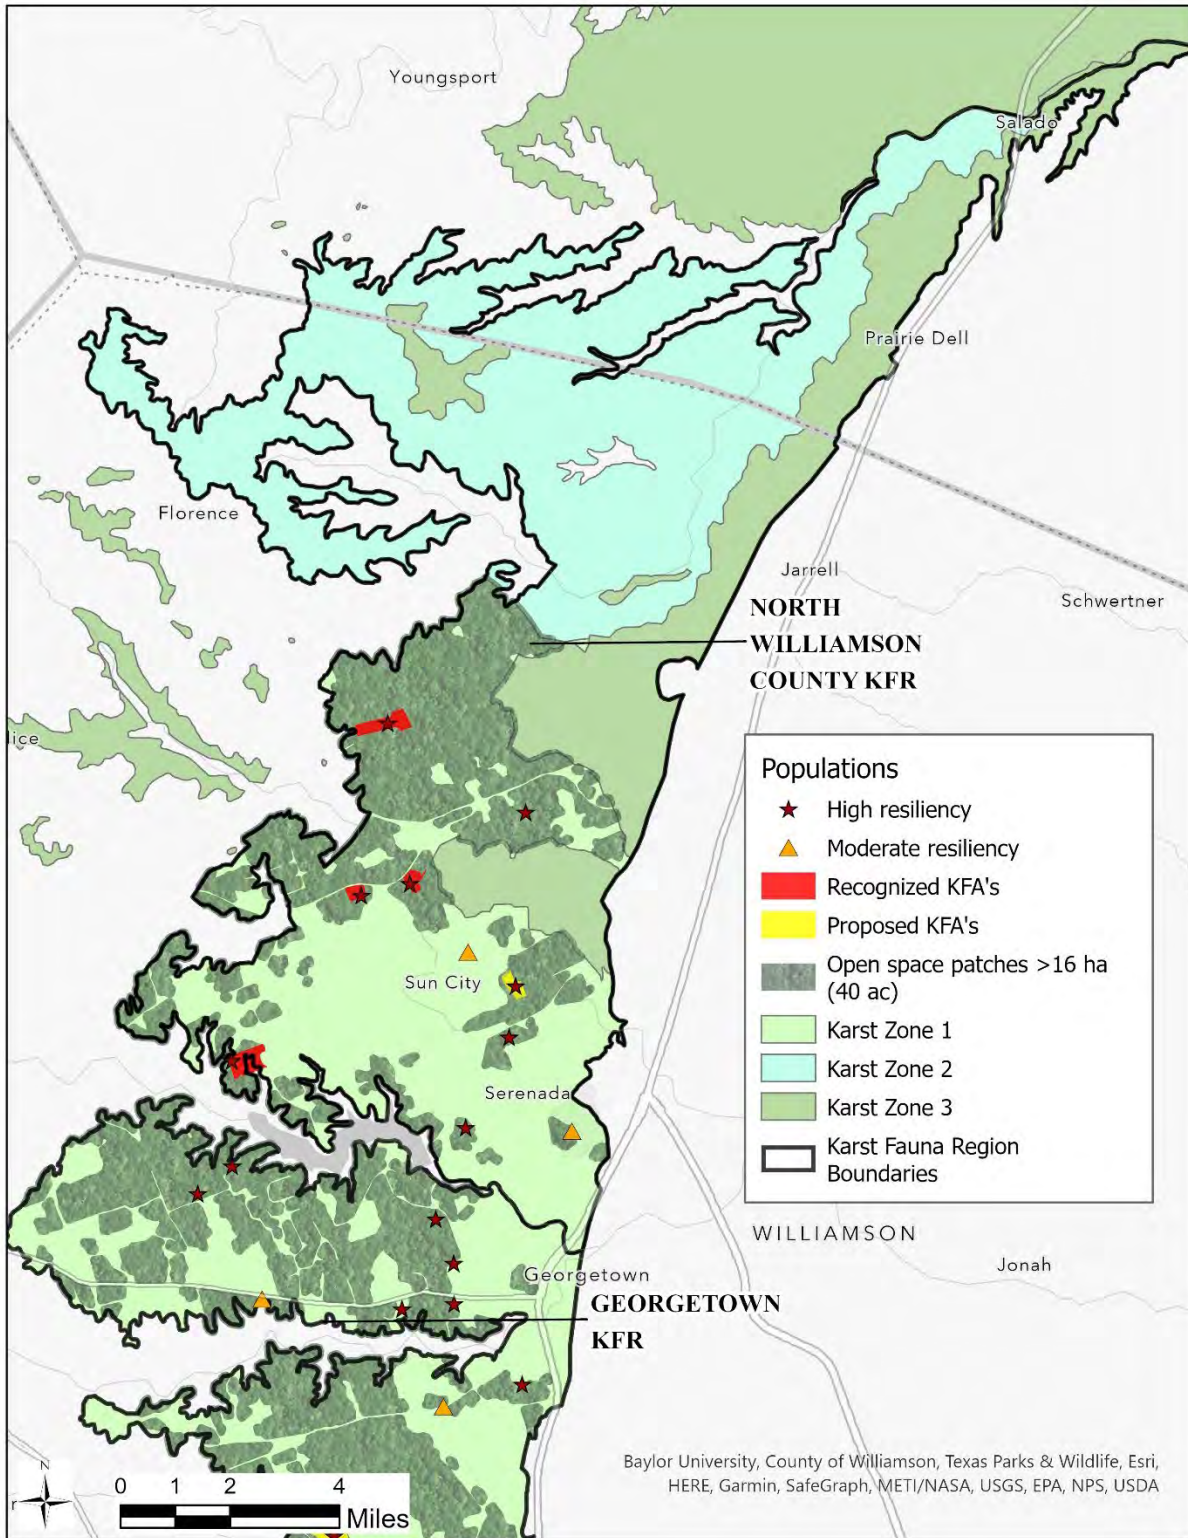 Youngsport
Salado
Prairie Dell
Florence
Jarrell
Schwertner
NORTH
WILLIAMSON
COUNTY KFR
lice
Populations
High resiliency
Moderate resiliency
Recognized KFA's
Proposed KFA's
Open space patches >16 ha
(40 ac)
Karst Zone 1
Karst Zone 2
Karst Zone 3
Karst Fauna Region
Boundaries
Sun City
Serenada
WILLIAMSON
Jonah
Georgetown
GEORGETOWN
KFR
N
r
0 1 2 4
Miles
Baylor University, County of Williamson, Texas Parks & Wildlife, Esri,
HERE, Garmin, SafeGraph, METI/NASA, USGS, EPA, NPS, USDA